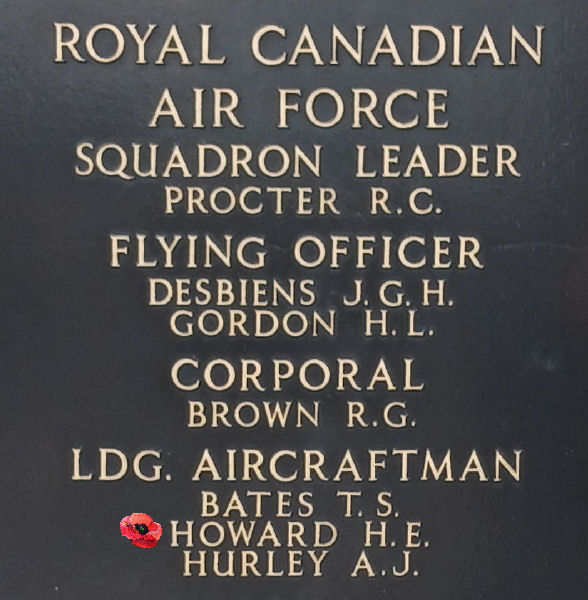 ROYAL CANADIAN
AIR FORCE
SQUADRON LEADER
PROCTER R.C.
FLYING OFFICER
DESBIENS J.G.H.
GORDON H.L.
CORPORAL
BROWN R.G.
LDG. AIRCRAFTMAN
BATES T.S.
HOWARD H.E.
HURLEY A.J.